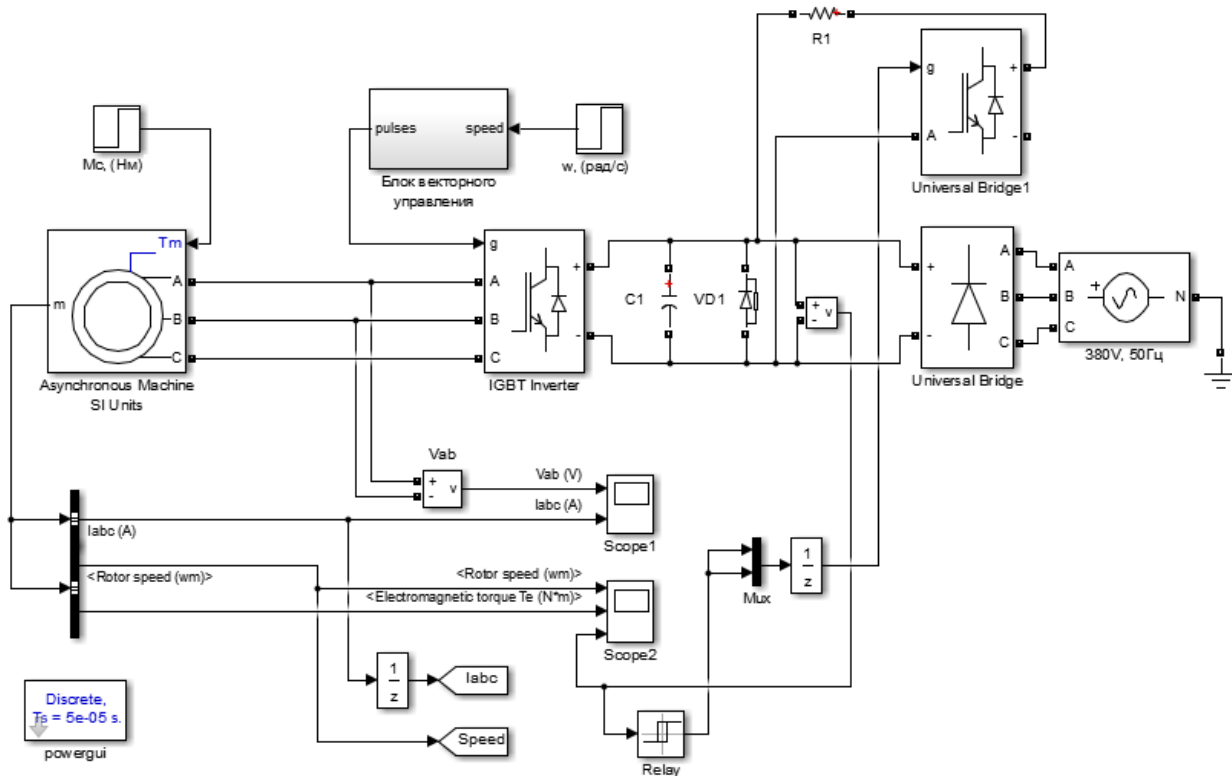 R1
g
+
A
-
Universal Bridge1
Mc, (Нм)
pulses
speed
Блок векторного
управления
w, (рад/с)
Tm
m
A
B
C
Asynchronous Machine
SI Units
g
A
B
C
+
-
IGBT Inverter
+
C1
VD1
+
-
v
+
-
A
B
C
Universal Bridge
A
B
C
+
N
380V, 50Гц
Vab
+
-
v
Vab (V)
Iabc (A)
Scope1
Iabc (A)
<Rotor speed (wm)>
<Rotor speed (wm)>
<Electromagnetic torque Te (N*m)>
Scope2
Mux
1
z
1
z
Iabc
Speed
Relay
Discrete,
Ts = 5e-05 s.
powergui